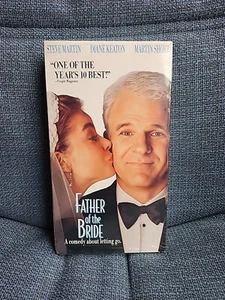 STEVE MARTIN DIANE KEATON MARTIN SHORT
"ONE OF THE
YEAR'S 10 BEST!"
FATHER
of the
BRIDE
A comedy about letting go.